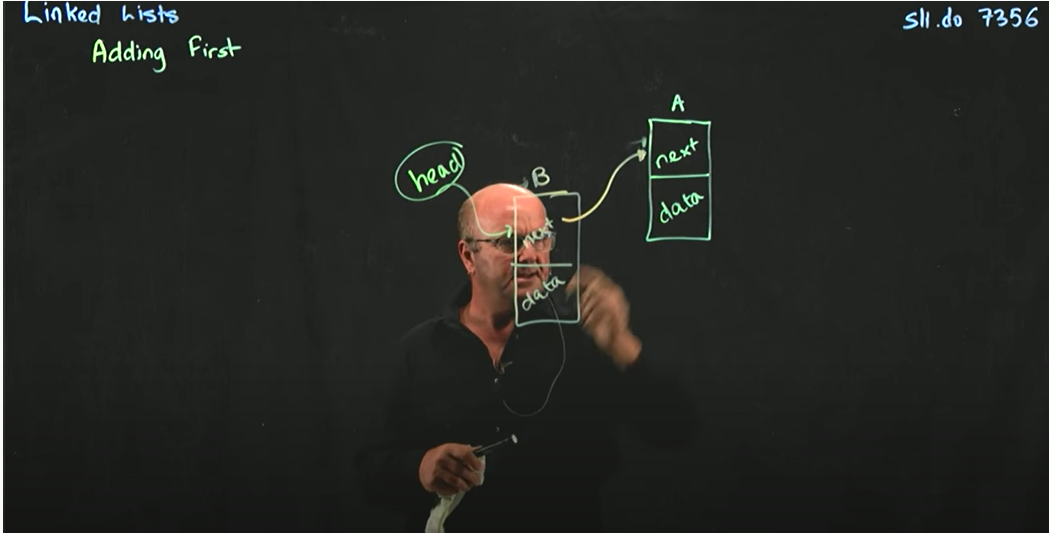 Linked Lists
sli.do 7356
Adding First
A
next
data
head
B
next
data